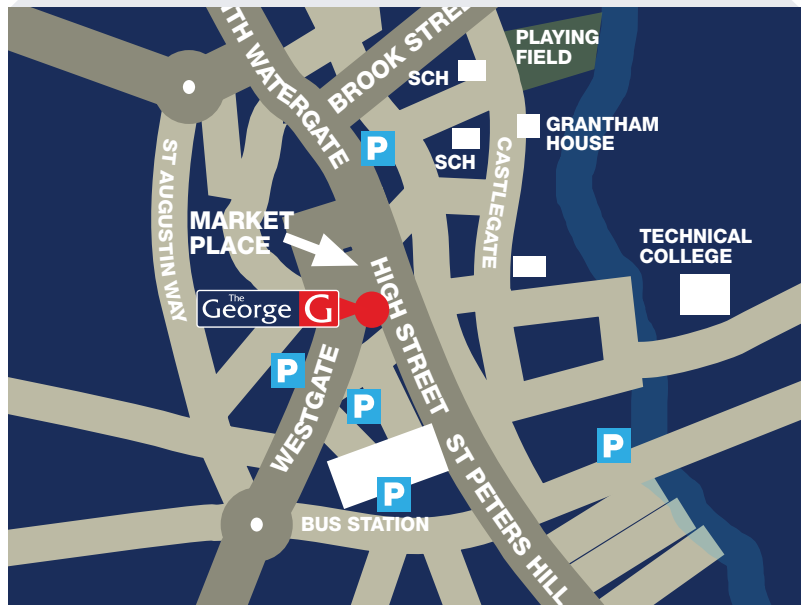 TH WATERGATE
BROOK STREE
PLAYING
FIELD
SCH
GRANTHAM
HOUSE
P
SCH
CASTLEGATE
ST AUGUSTIN WAY
MARKET
PLACE
TECHNICAL
COLLEGE
The
George G
HIGH STREET
P
WESTGATE
P
P
ST PETERS HILL
P
BUS STATION